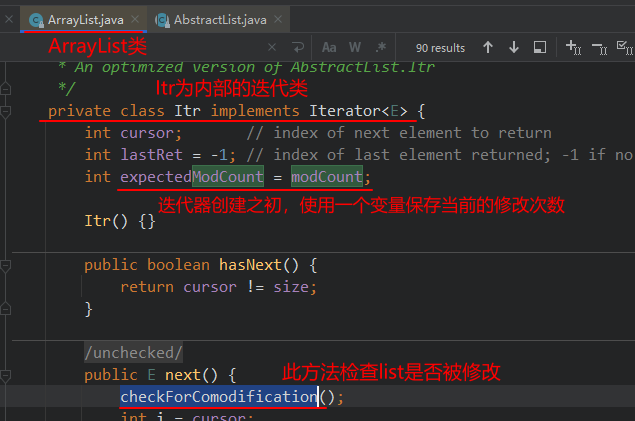 ArrayList.java × AbstractList.java ×
ArrayList类
× Aa W .* 90 results
* An optimized version of AbstractList.Itr
*/
Itr为内部的迭代类
private class Itr implements Iterator<E> {
int cursor; // index of next element to return
int lastRet = -1; // index of last element returned; -1 if no
int expectedModCount = modCount;
迭代器创建之初，使用一个变量保存当前的修改次数
Itr() {}
public boolean hasNext() {
return cursor != size;
}
/unchecked/
此方法检查list是否被修改
public E next() {
checkForComodification();
int i = cursor;